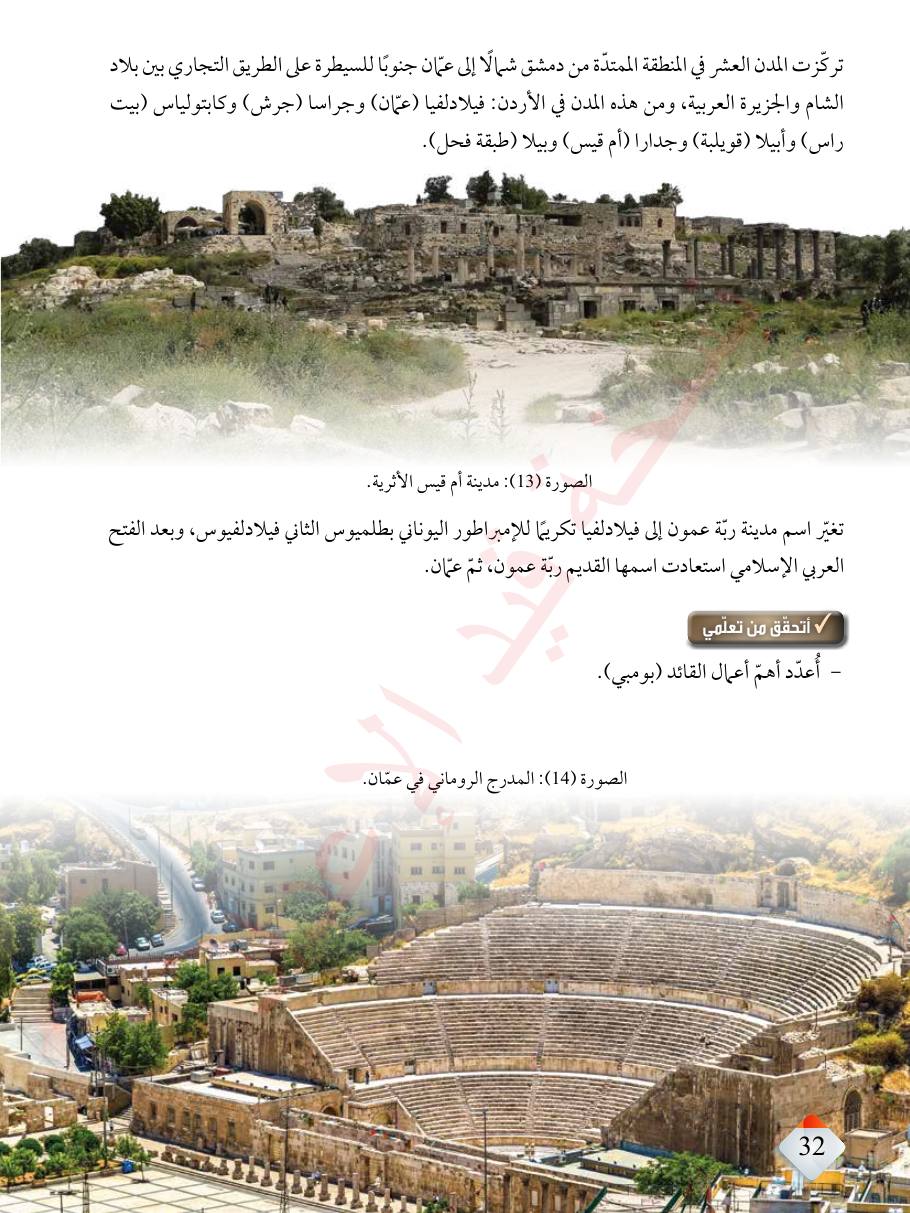 تركّزت المدن العشر في المنطقة الممتدّة من دمشق شمالًا إلى عمّان جنوبًا للسيطرة على الطريق التجاري بين بلاد
الشام والجزيرة العربية، ومن هذه المدن في الأردن: فيلادلفيا (عمّان) وجراسا (جرش) وكابتولياس (بيت
راس) وأبيلا (قويلبة) وجدارا (أم قيس) وبيلا (طبقة فحل).
الصورة (13): مدينة أم قيس الأثرية.
تغيّر اسم مدينة ربّة عمون إلى فيلادلفيا تكريمًا للإمبراطور اليوناني بطلميوس الثاني فيلادلفيوس، وبعد الفتح
العربي الإسلامي استعادت اسمها القديم ربّة عمون، ثمّ عمّان.
✓ أتحقّق من تعلّمي
– أُعدّد أهمّ أعمال القائد (بومبي).
الصورة (14): المدرج الروماني في عمّان.
32